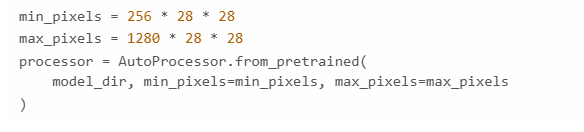 min_pixels = 256 * 28 * 28
max_pixels = 1280 * 28 * 28
processor = AutoProcessor.from_pretrained(
    model_dir, min_pixels=min_pixels, max_pixels=max_pixels
)